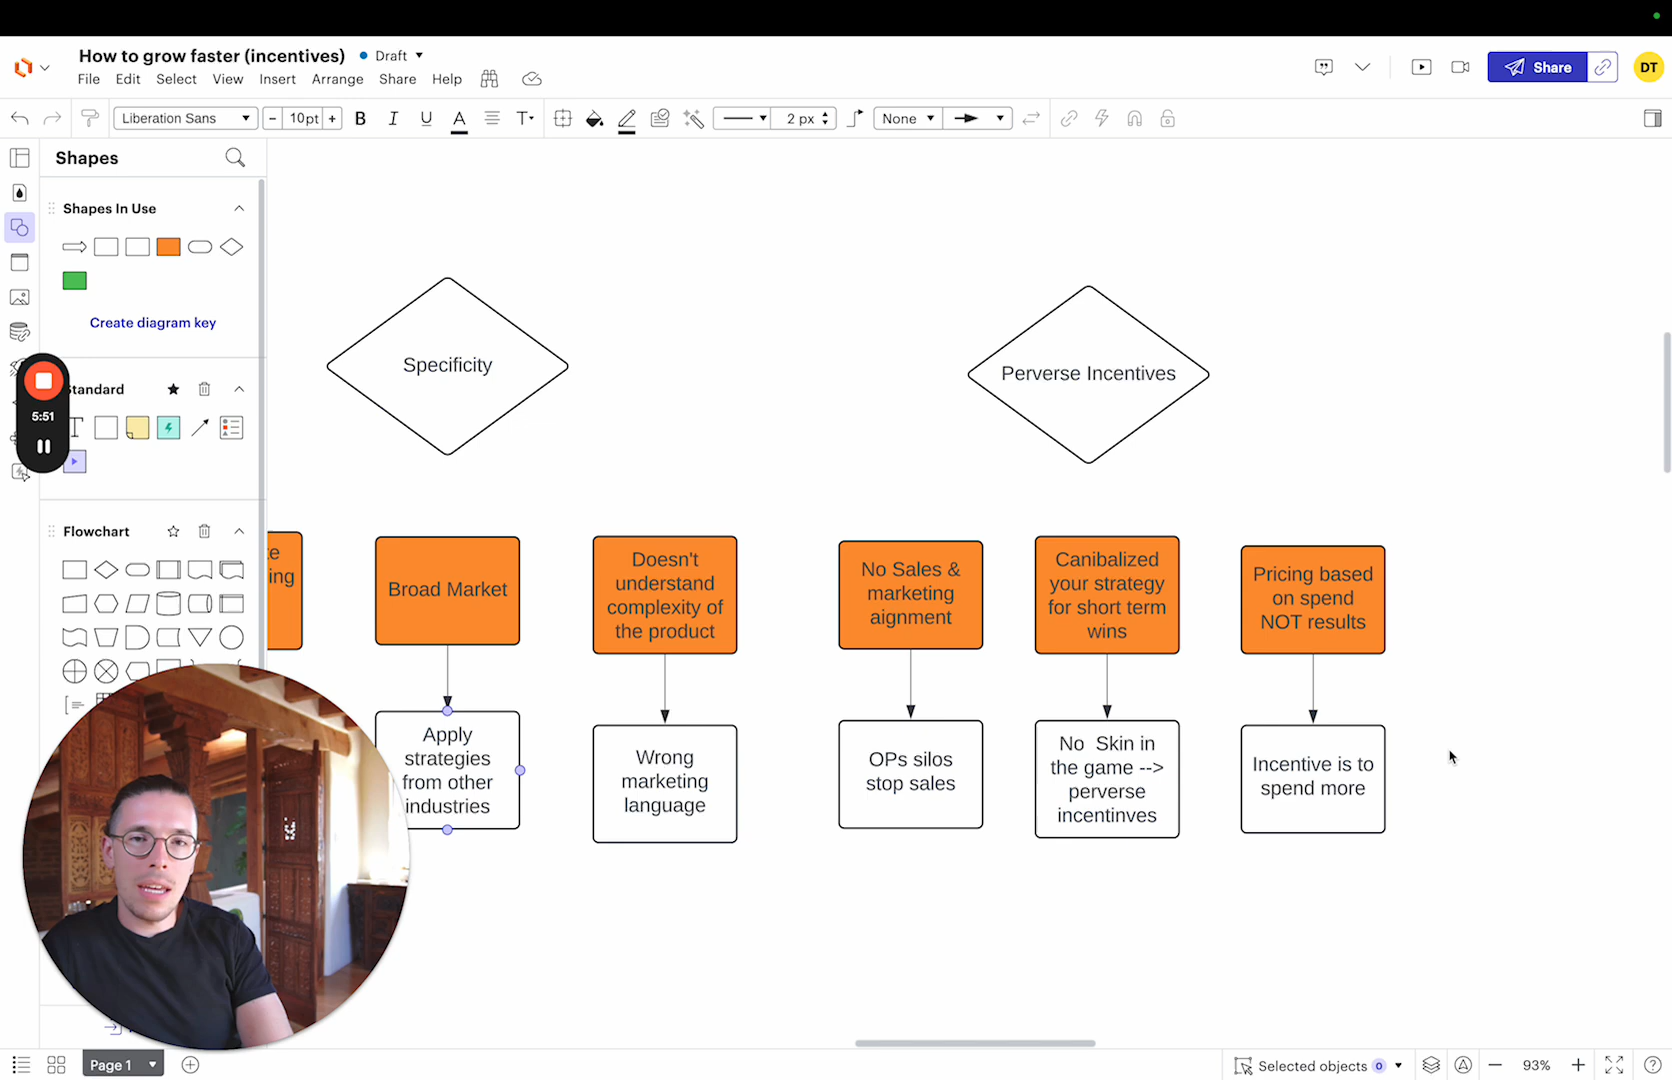 How to grow faster (incentives)
Draft
File Edit Select View Insert Arrange Share Help
Share
DT
Liberation Sans
10pt
B I U A T
2 px
None
Shapes
Shapes In Use
Create diagram key
5:51
Standard
T
Flowchart
Specificity
Perverse Incentives
ing
Broad Market
Doesn't
understand
complexity of
the product
No Sales &
marketing
aignment
Canibalized
your strategy
for short term
wins
Pricing based
on spend
NOT results
Apply
strategies
from other
industries
Wrong
marketing
language
OPs silos
stop sales
No Skin in
the game -->
perverse
incentinves
Incentive is to
spend more
Page 1
Selected objects 0
93%